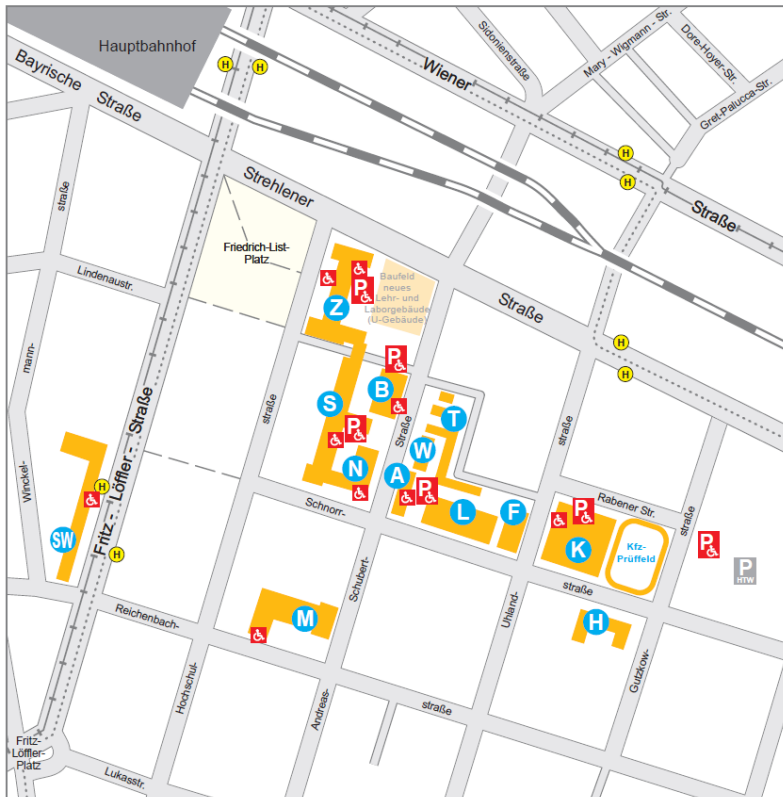 Hauptbahnhof
Bayrische
Straße
H
H
Sidonienstraße
Mary - Wigmann - Str.
Dore-Hoyer-Str.
Gret-Palucca-Str.
Wiener
Straße
H
H
Strehlener
Straße
H
H
straße
Lindenaustr.
Friedrich-List-
Platz
Baufeld
neues
Lehr- und
Laborgebäude
(U-Gebäude)
P
Z
P
B
S
P
N
T
W
A
P
L
F
K
P
Kfz-
Prüffeld
Rabener Str.
straße
P
P
HTW
mann-
Winckel-
Fritz - Löffler - Straße
H
H
SW
straße
Hochschul-
Straße
Schubert-
Andreas-
straße
Uhland-
Gutzkow-
Schnorr-
straße
M
H
Reichenbach-
straße
Fritz-
Löffler-
Platz
Lukasstr.